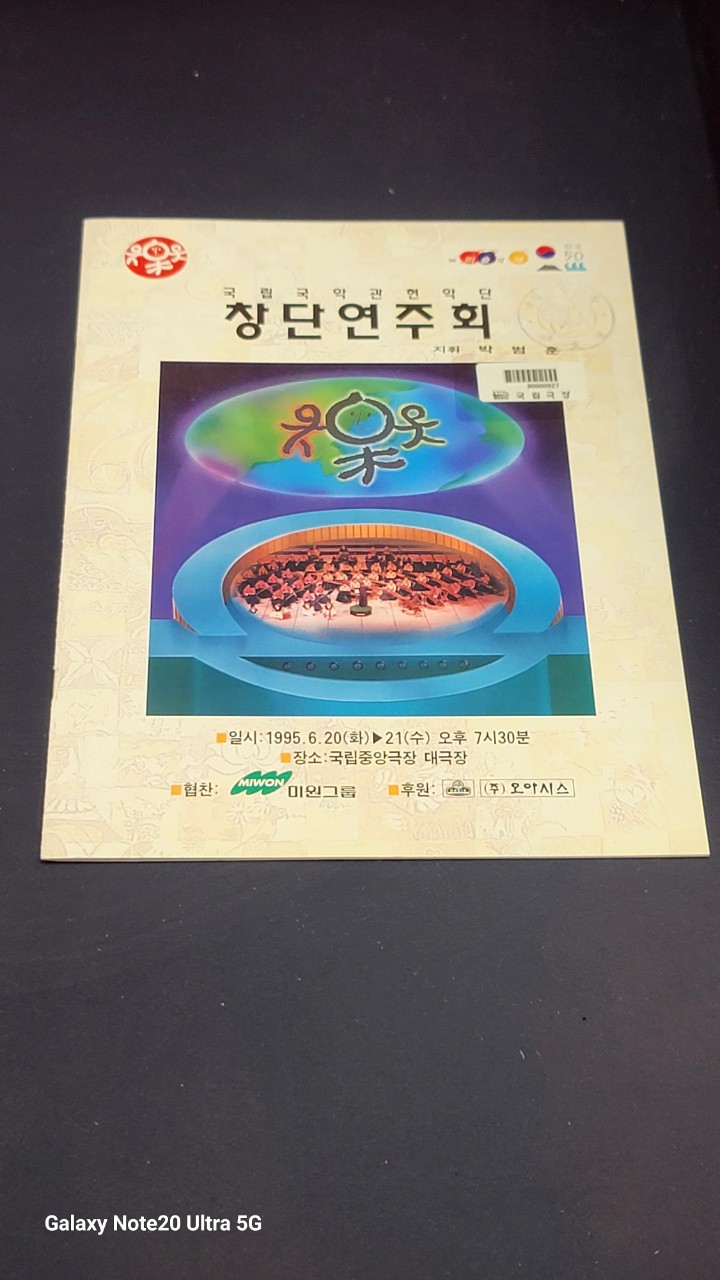 국립국악관현악단
창단연주회
지휘 박범훈
국립극장
樂
■일시:1995.6.20(화)▶21(수) 오후 7시30분
■장소:국립중앙극장 대극장
■협찬: MIWON 미원그룹 ■후원: (주)오아시스
Galaxy Note20 Ultra 5G